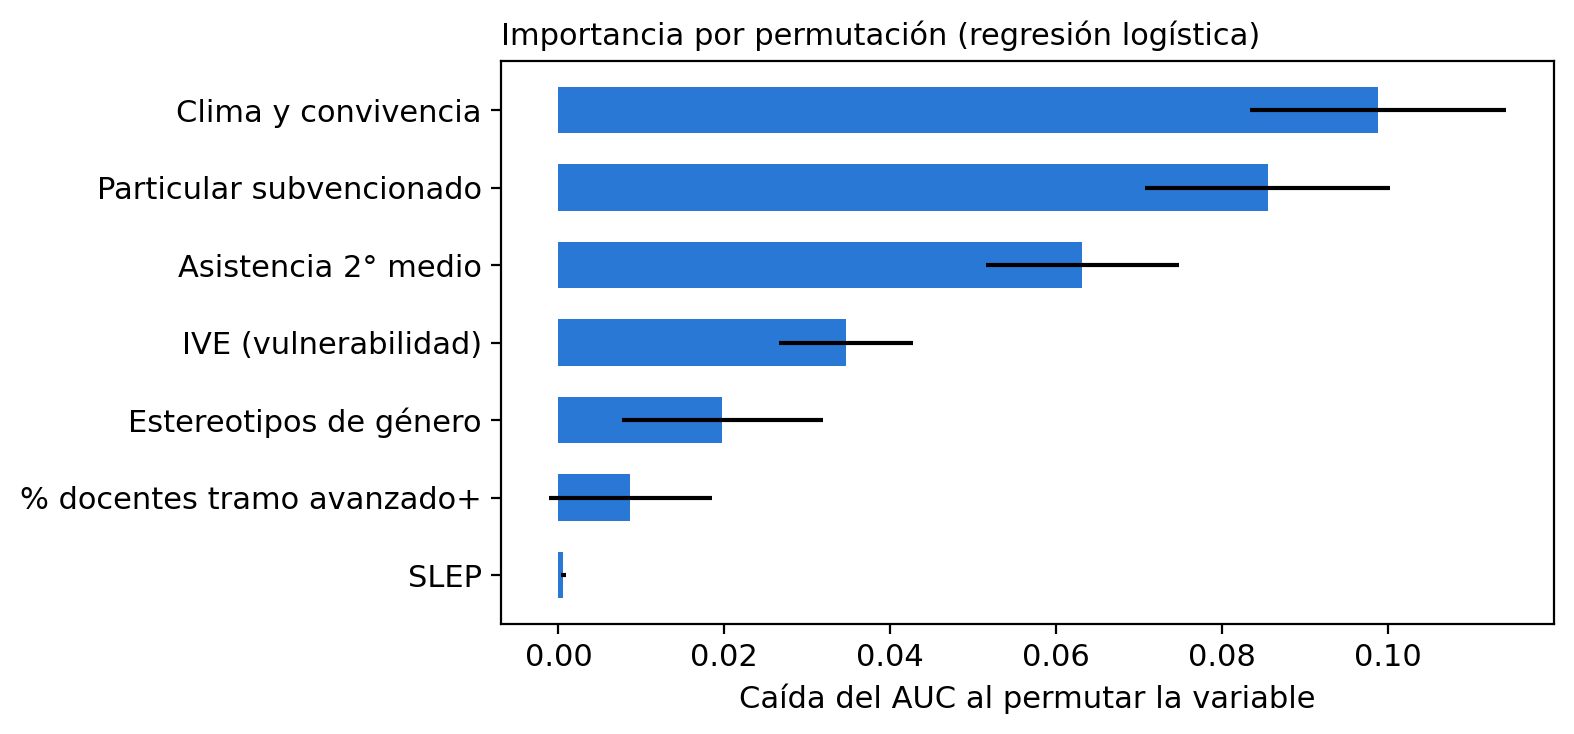 Importancia por permutación (regresión logística)
Clima y convivencia
Particular subvencionado
Asistencia 2° medio
IVE (vulnerabilidad)
Estereotipos de género
% docentes tramo avanzado+
SLEP
0.00 0.02 0.04 0.06 0.08 0.10
Caída del AUC al permutar la variable